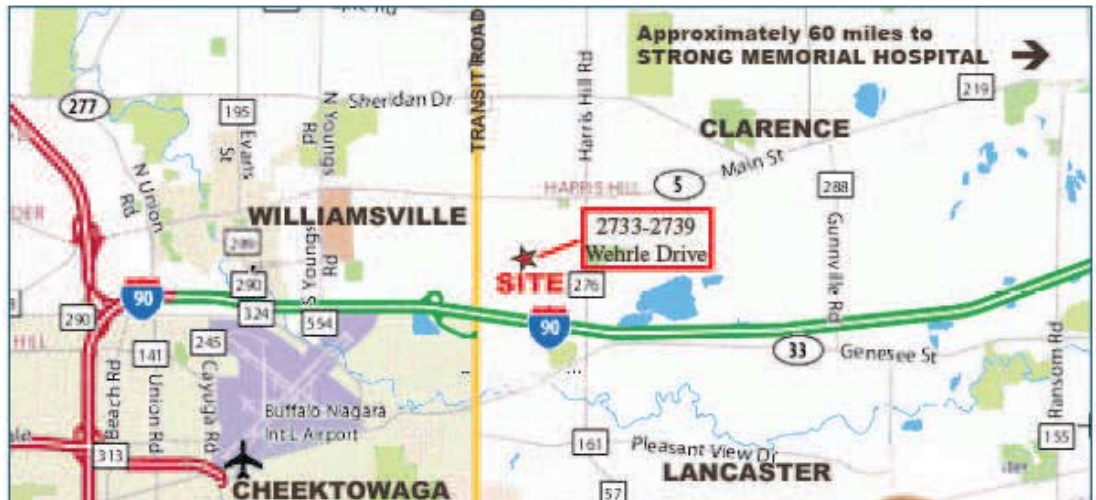 Approximately 60 miles to
STRONG MEMORIAL HOSPITAL
277
195
Sheridan Dr
219
TRANSIT ROAD
N Youngs
Rd
Evans
St
Harris Hill Rd
CLARENCE
Main St
N Union
Rd
HARRIS HILL
5
288
WILLIAMSVILLE
2733-2739
Wehrle Drive
Gunnville Rd
S Youngs
Rd
SITE
276
290
90
290
324
554
90
HILL
141
245
33
Genesee St
Beach Rd
Union Rd
Cayuga Rd
Ransom Rd
Buffalo Niagara
Int L Airport
313
161
Pleasant View Dr
155
LANCASTER
CHEEKTOWAGA
57